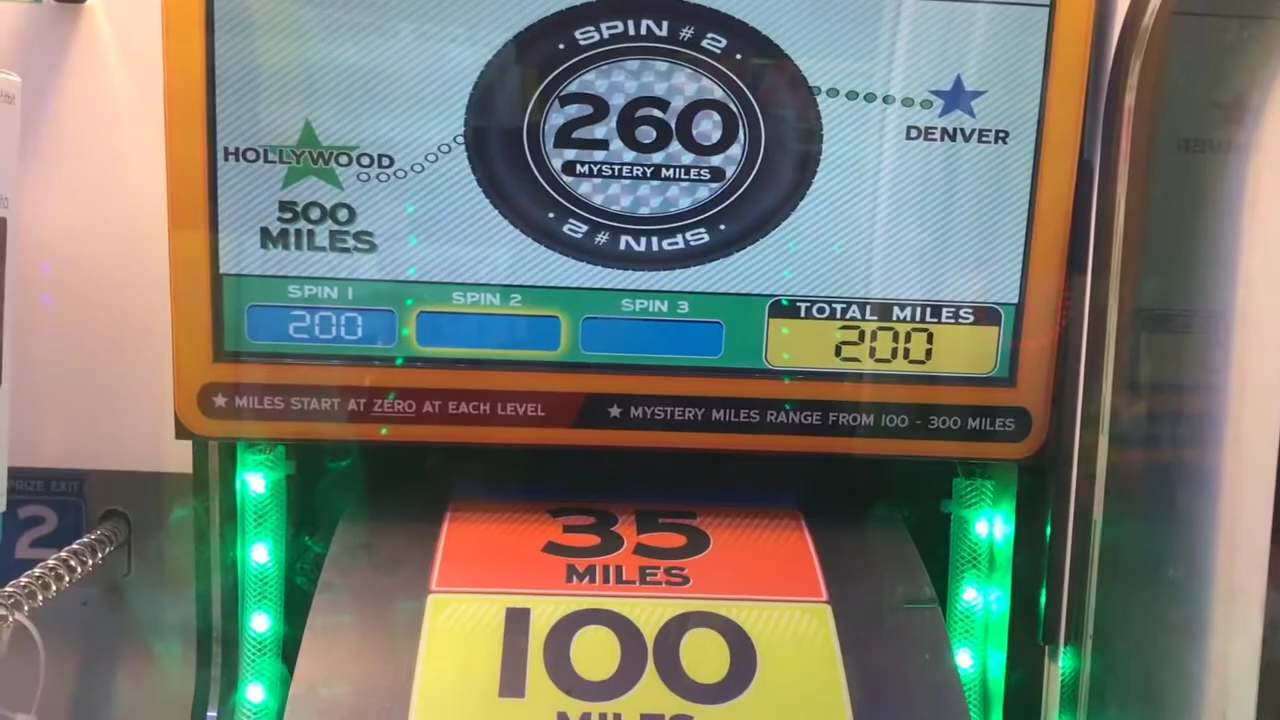 · SPIN # 2 ·
260
MYSTERY MILES
· SPIN # 2 ·
HOLLYWOOD
500
MILES
DENVER
SPIN 1
SPIN 2
SPIN 3
TOTAL MILES
200
200
★ MILES START AT ZERO AT EACH LEVEL
★ MYSTERY MILES RANGE FROM 100 - 300 MILES
PRIZE EXIT
2
35
MILES
100
MILES